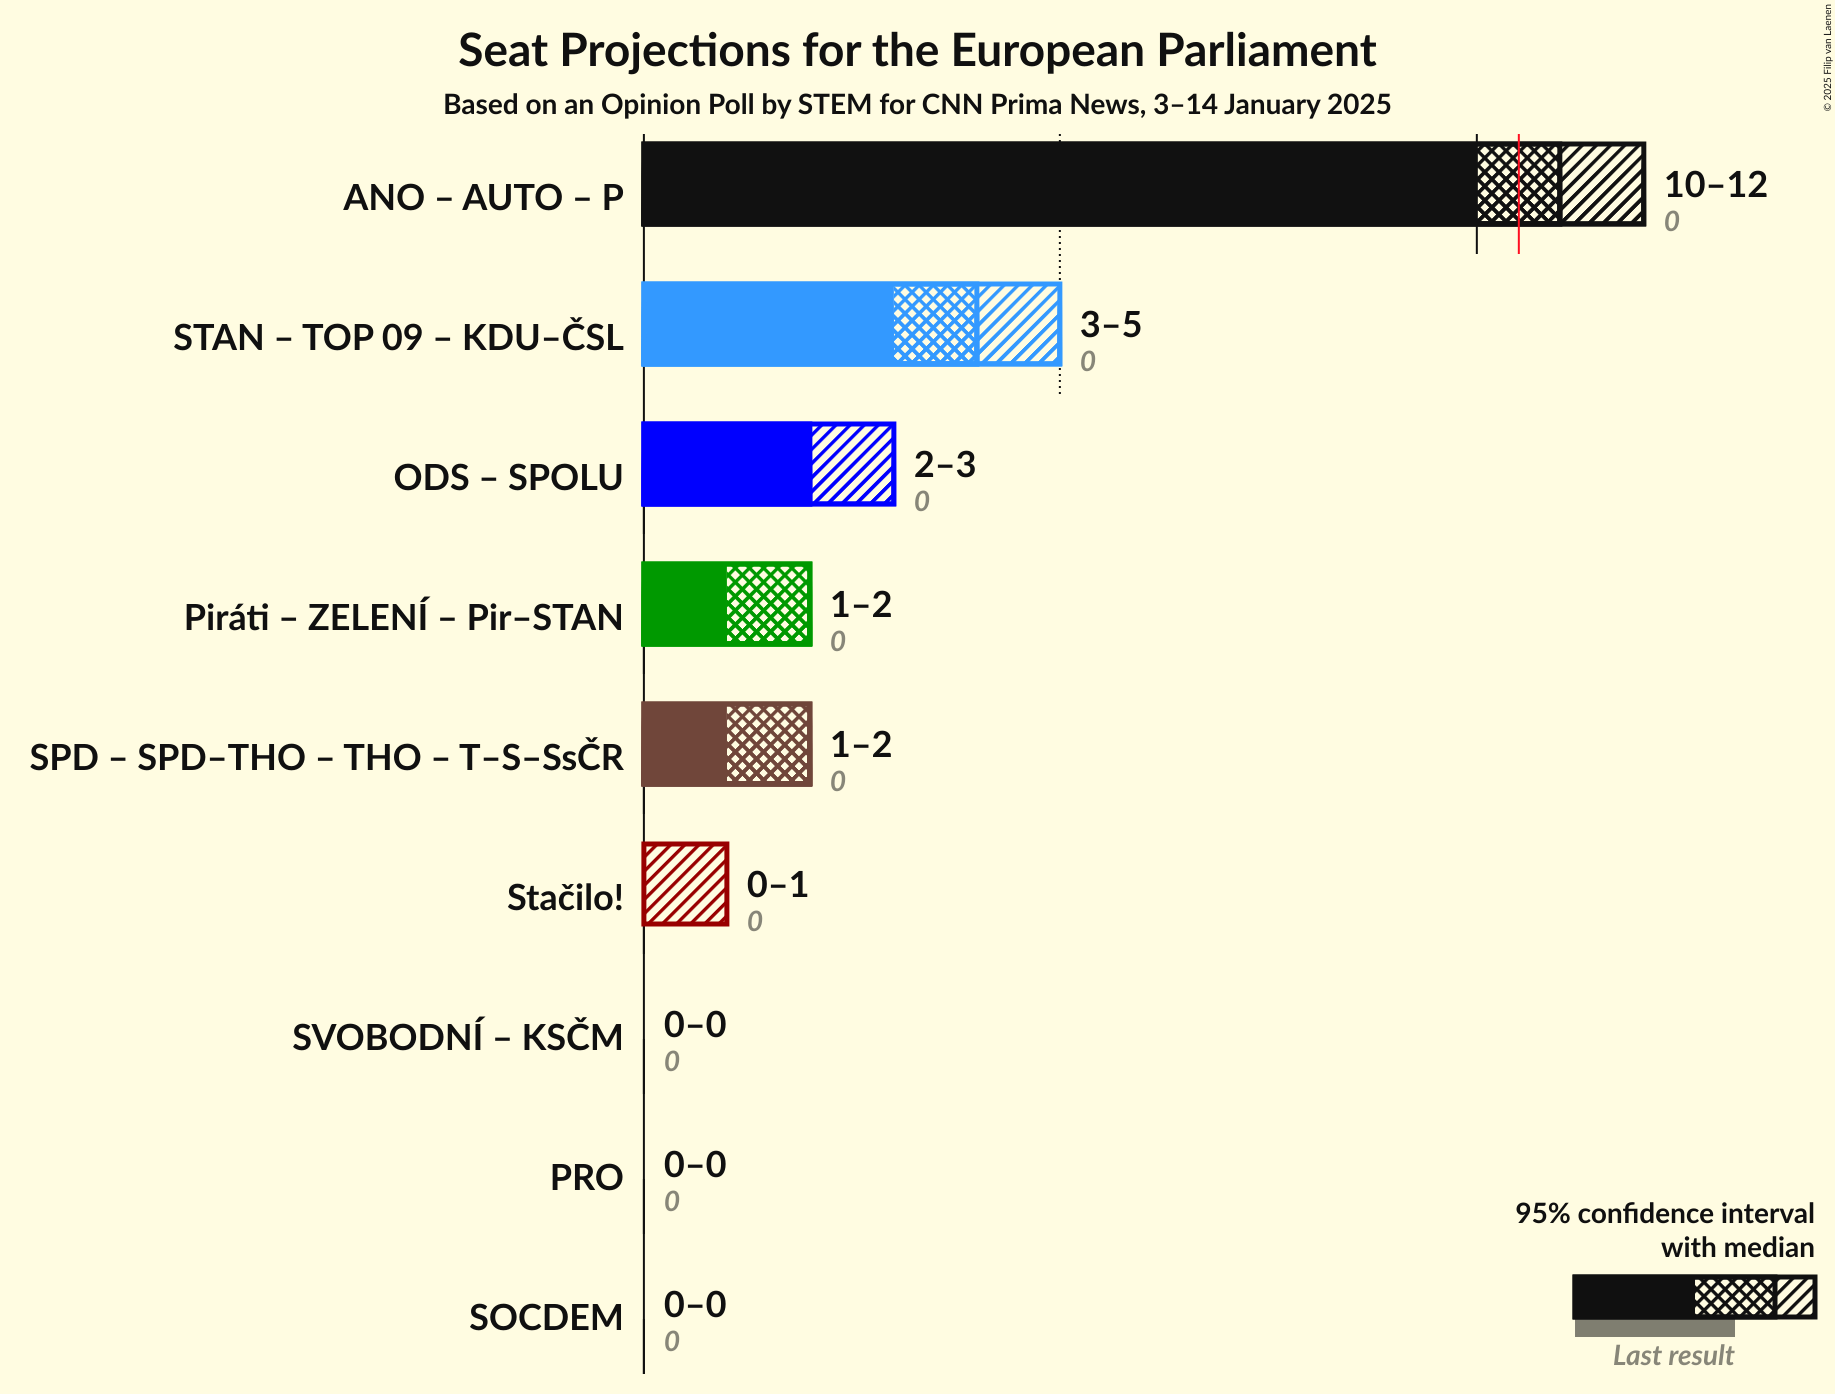 Seat Projections for the European Parliament
Based on an Opinion Poll by STEM for CNN Prima News, 3–14 January 2025
© 2025 Filip van Laenen
ANO – AUTO – P
10–12
0
STAN – TOP 09 – KDU–ČSL
3–5
0
ODS – SPOLU
2–3
0
Piráti – ZELENÍ – Pir–STAN
1–2
0
SPD – SPD–THO – THO – T–S–SsČR
1–2
0
Stačilo!
0–1
0
SVOBODNÍ – KSČM
0–0
0
PRO
0–0
0
SOCDEM
0–0
0
95% confidence interval
with median
Last result